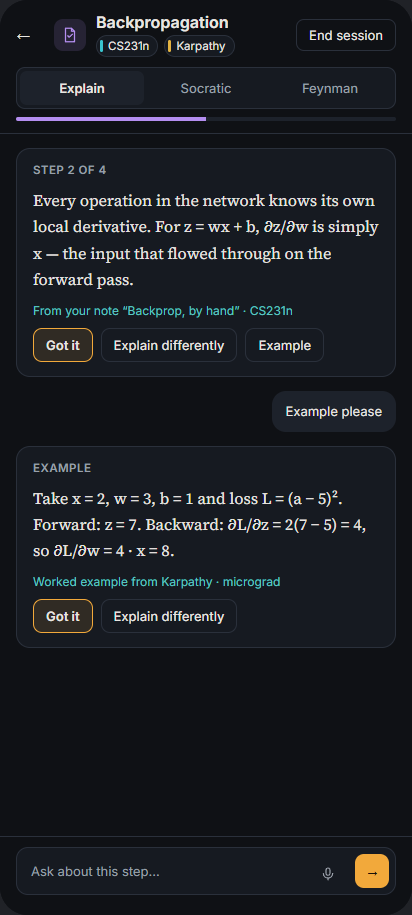 ← Backpropagation
CS231n Karpathy
End session
Explain Socratic Feynman
STEP 2 OF 4
Every operation in the network knows its own
local derivative. For z = wx + b, ∂z/∂w is simply
x — the input that flowed through on the
forward pass.
From your note “Backprop, by hand” · CS231n
Got it Explain differently Example
Example please
EXAMPLE
Take x = 2, w = 3, b = 1 and loss L = (a − 5)².
Forward: z = 7. Backward: ∂L/∂z = 2(7 − 5) = 4,
so ∂L/∂w = 4 · x = 8.
Worked example from Karpathy · micrograd
Got it Explain differently
Ask about this step... →